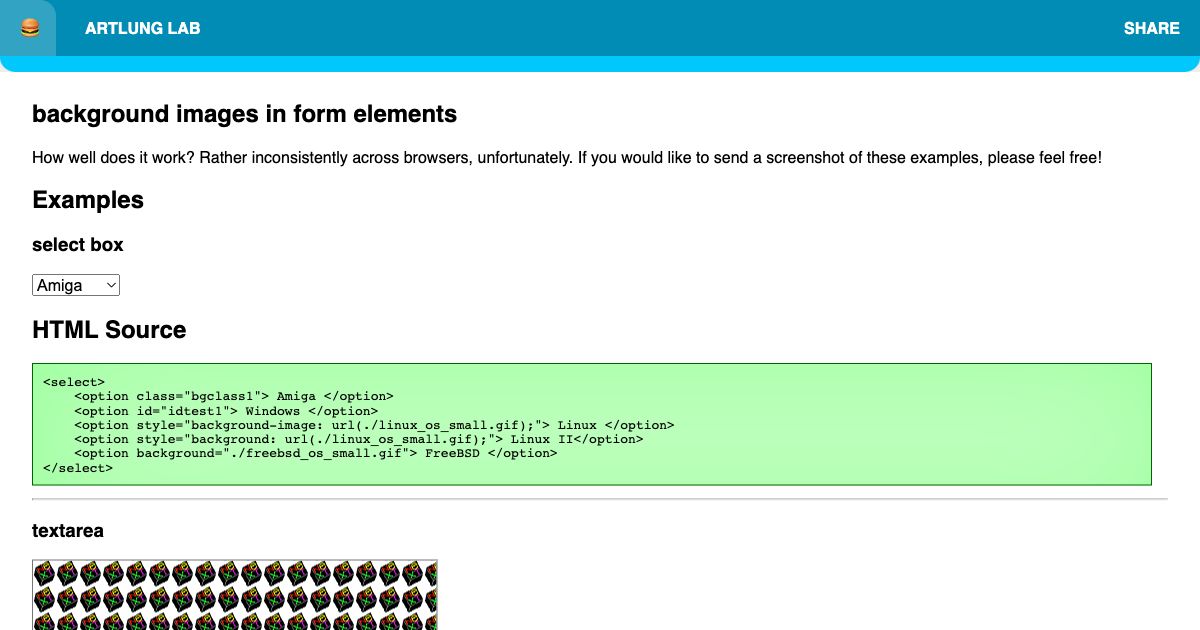 ARTLUNG LAB
SHARE
background images in form elements
How well does it work? Rather inconsistently across browsers, unfortunately. If you would like to send a screenshot of these examples, please feel free!
Examples
select box
Amiga
HTML Source
<select>
    <option class="bgclass1"> Amiga </option>
    <option id="idtest1"> Windows </option>
    <option style="background-image: url(./linux_os_small.gif);"> Linux </option>
    <option style="background: url(./linux_os_small.gif);"> Linux II</option>
    <option background="./freebsd_os_small.gif"> FreeBSD </option>
</select>
textarea